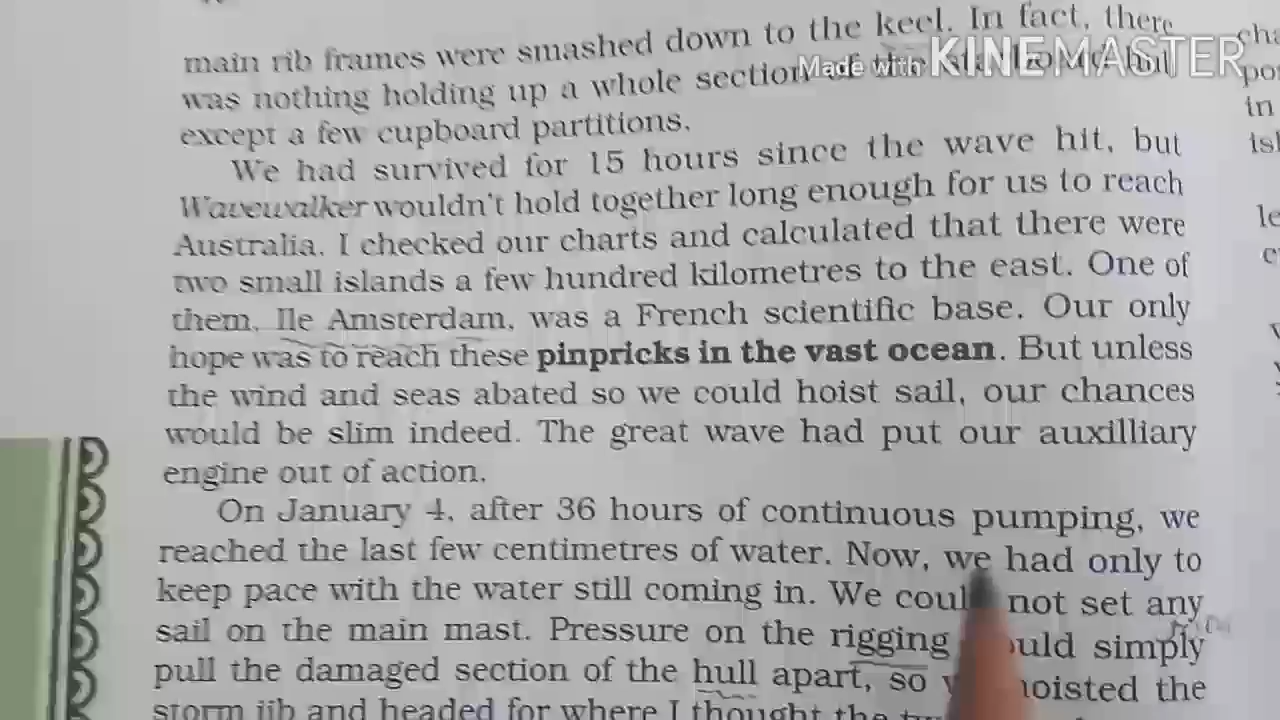 main rib frames were smashed down to the keel. In fact, there
was nothing holding up a whole section of the hull
except a few cupboard partitions.
We had survived for 15 hours since the wave hit, but
Wavewalker wouldn't hold together long enough for us to reach
Australia. I checked our charts and calculated that there were
two small islands a few hundred kilometres to the east. One of
them, Ile Amsterdam, was a French scientific base. Our only
hope was to reach these pinpricks in the vast ocean. But unless
the wind and seas abated so we could hoist sail, our chances
would be slim indeed. The great wave had put our auxilliary
engine out of action.
On January 4, after 36 hours of continuous pumping, we
reached the last few centimetres of water. Now, we had only to
keep pace with the water still coming in. We could not set any
sail on the main mast. Pressure on the rigging would simply
pull the damaged section of the hull apart, so hoisted the
storm jib and headed for where I thought the
Made with KINEMASTER
cha
in